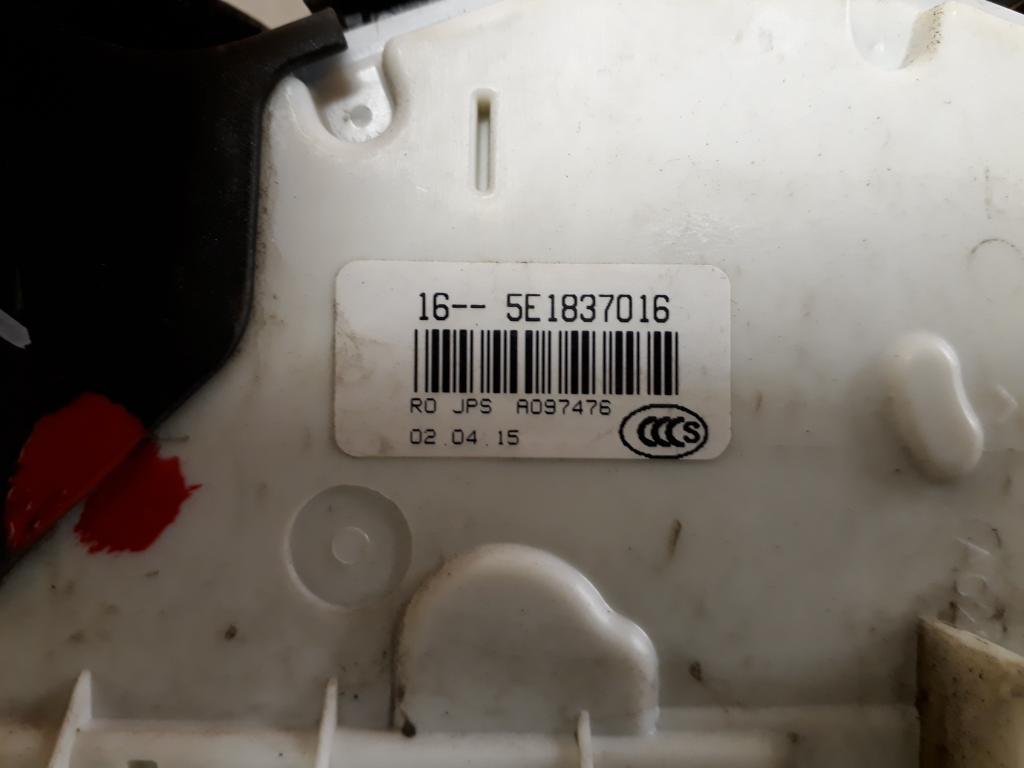 16-- 5E1837016
RO JPS A097476
02.04.15
CCCS